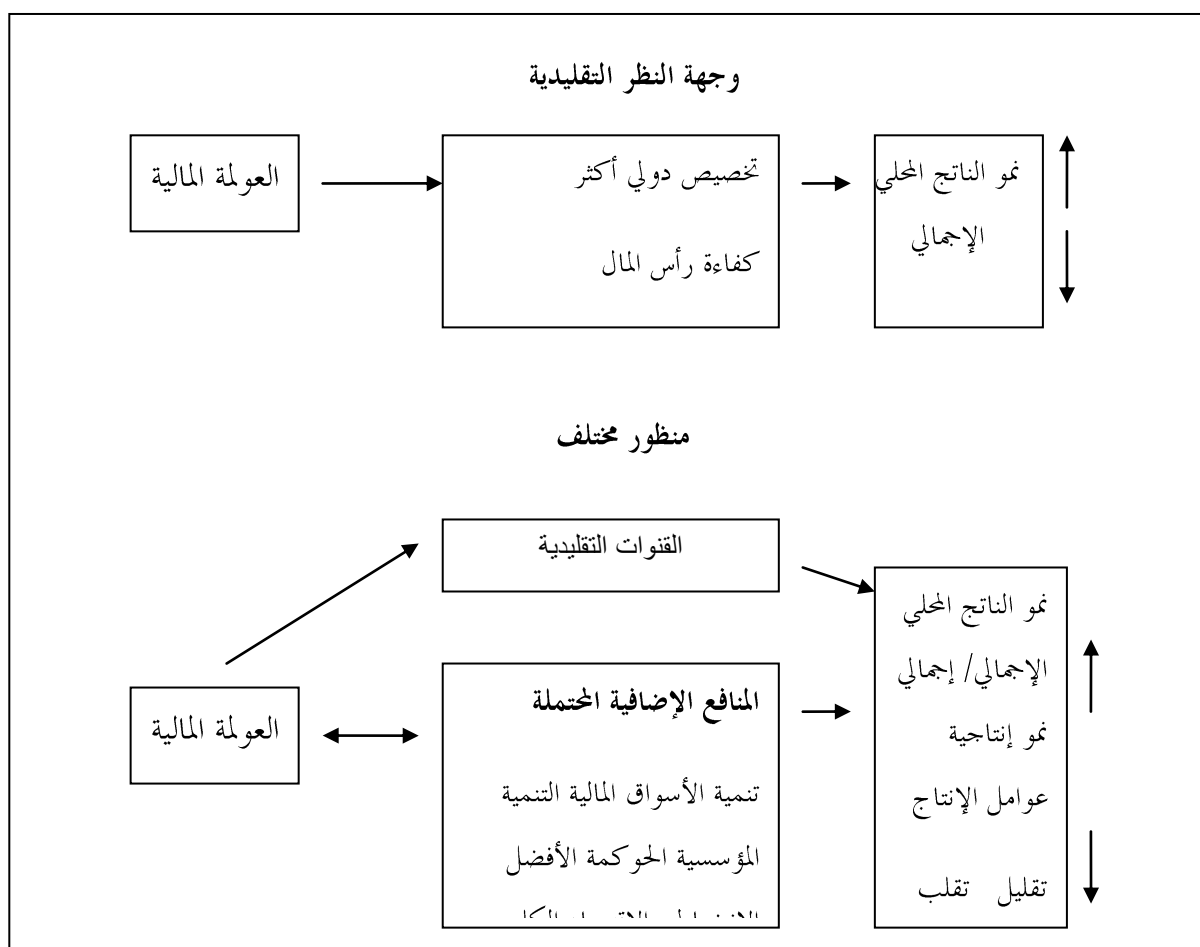 وجهة النظر التقليدية
العولمة المالية
تخصيص دولي أكثر
كفاءة رأس المال
نمو الناتج المحلي
الإجمالي
منظور مختلف
القنوات التقليدية
العولمة المالية
المنافع الإضافية المحتملة
تنمية الأسواق المالية التنمية
المؤسسية الحوكمة الأفضل
نمو الناتج المحلي
الإجمالي/ إجمالي
نمو إنتاجية
عوامل الإنتاج
تقليل تقلب